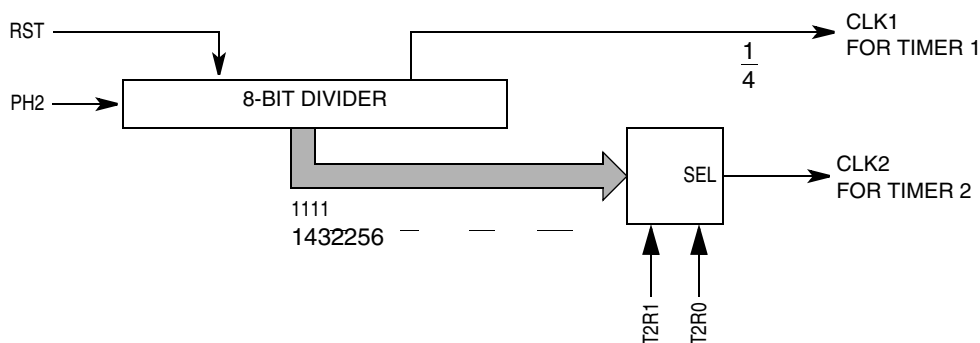 RST
CLK1
FOR TIMER 1
1
4
8-BIT DIVIDER
PH2
SEL
CLK2
FOR TIMER 2
1111
1432256
T2R1
T2R0